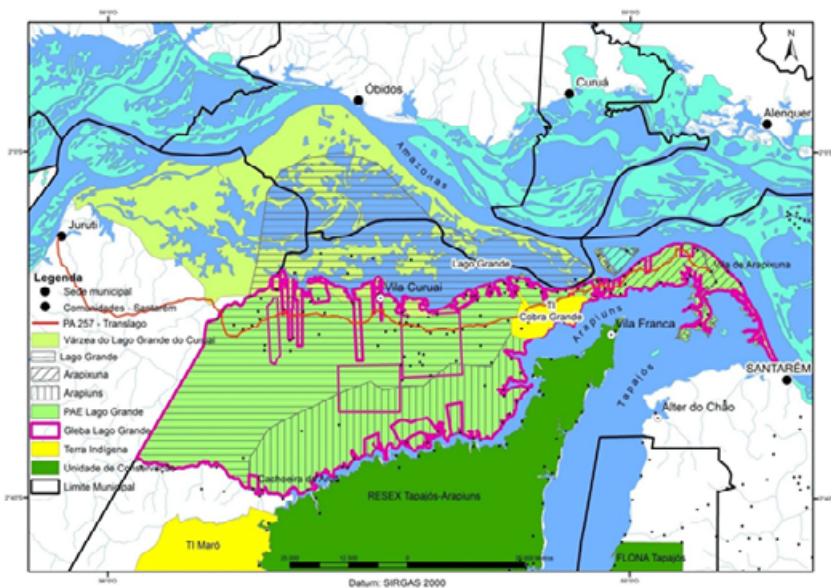 N
Óbidos
Curuá
Alenquer
Amazonas
Juruti
Lago Grande
Vila de Arapixuna
Vila Curuai
TI
Cobra Grande
Arapiuns
Vila Franca
SANTARÉM
Tapajós
Alter do Chão
Legenda
Sede municipal
Comunidades - Santarém
PA 257 - Translago
Várzea do Lago Grande do Curuai
Lago Grande
Arapixuna
Arapiuns
PAE Lago Grande
Gleba Lago Grande
Terra Indígena
Unidade de Conservação
Limite Municipal
Cachoeira do
RESEX Tapajós-Arapiuns
TI Maró
FLONA Tapajós
Datum: SIRGAS 2000